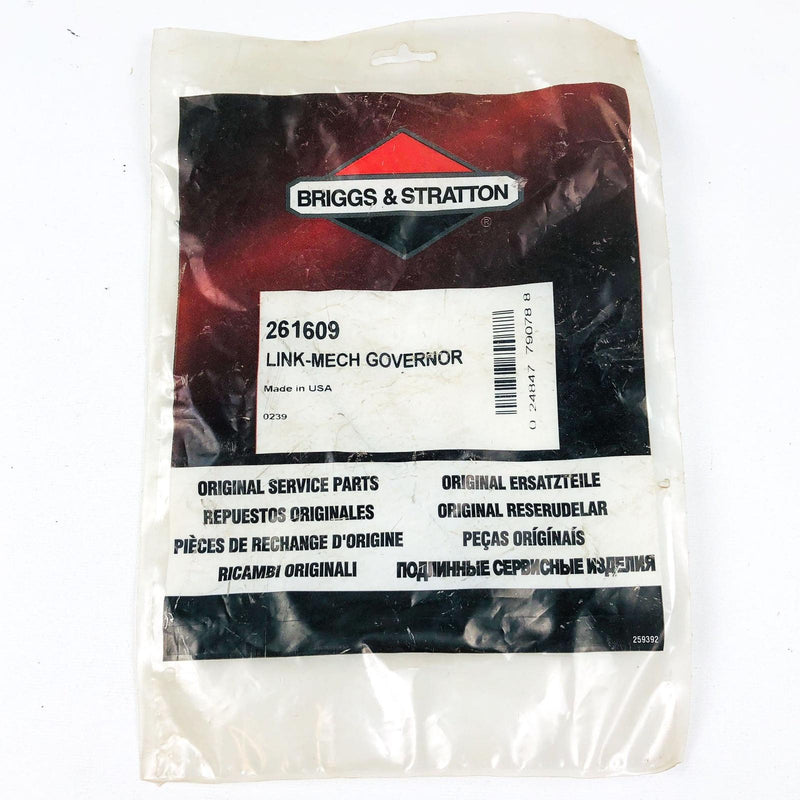 BRIGGS & STRATTON
®
261609
LINK-MECH GOVERNOR
Made in USA
0239
0 24847 79078 8
ORIGINAL SERVICE PARTS
REPUESTOS ORIGINALES
PIÈCES DE RECHANGE D'ORIGINE
RICAMBI ORIGINALI
ORIGINAL ERSATZTEILE
ORIGINAL RESERUDELAR
PEÇAS ORÍGÍNAÍS
ПОДЛИННЫЕ СЕРВИСНЫЕ ИЗДЕЛИЯ
259392